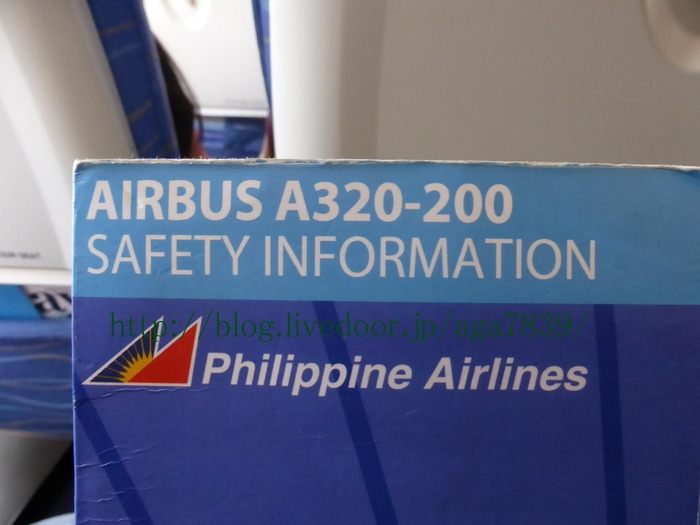 AIRBUS A320-200
SAFETY INFORMATION
http://blog.livedoor.jp/aga7839/
Philippine Airlines